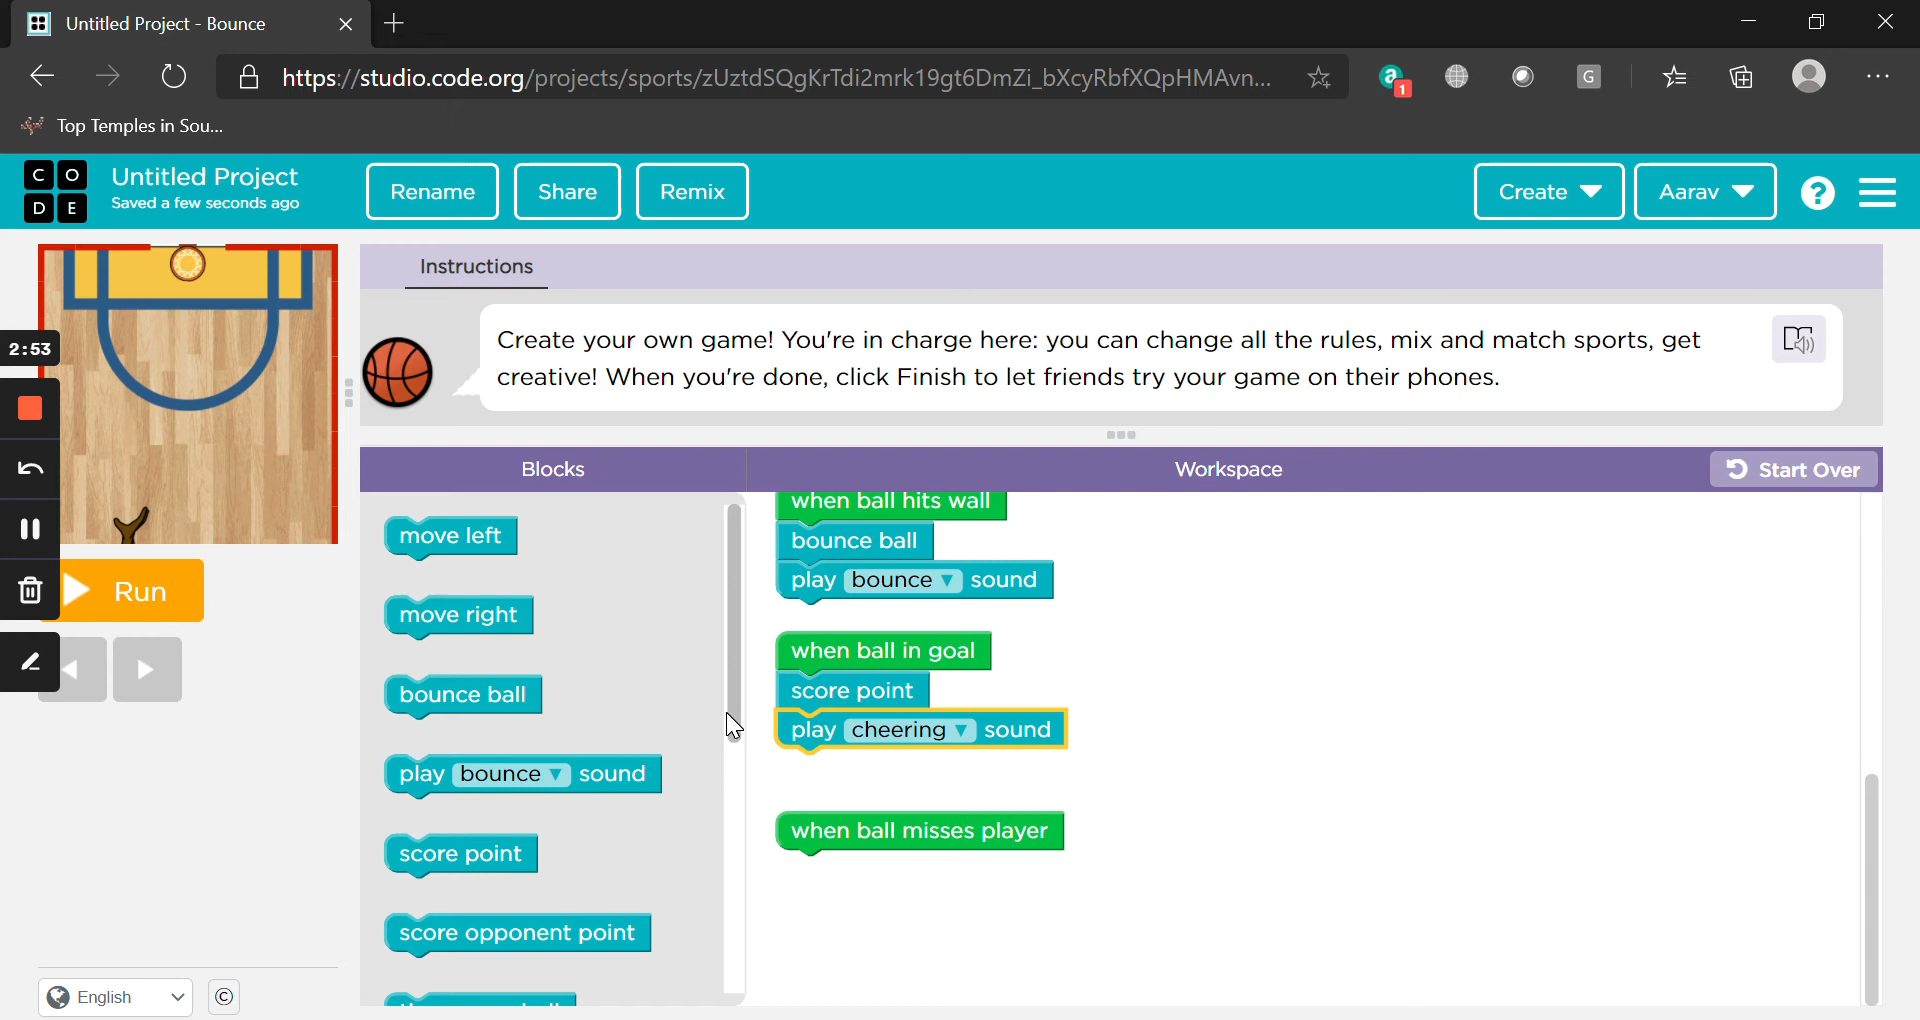 Untitled Project - Bounce
https://studio.code.org/projects/sports/zUztdSQgKrTdi2mrk19gt6DmZi_bXcyRbfXQpHMAvn...
a
1
G
Top Temples in Sou...
C O
D E
Untitled Project
Saved a few seconds ago
Rename
Share
Remix
Create
Aarav
?
Instructions
Create your own game! You're in charge here: you can change all the rules, mix and match sports, get
creative! When you're done, click Finish to let friends try your game on their phones.
2:53
Run
English
©
Blocks
Workspace
Start Over
move left
move right
bounce ball
play bounce sound
score point
score opponent point
when ball hits wall
bounce ball
play bounce sound
when ball in goal
score point
play cheering sound
when ball misses player